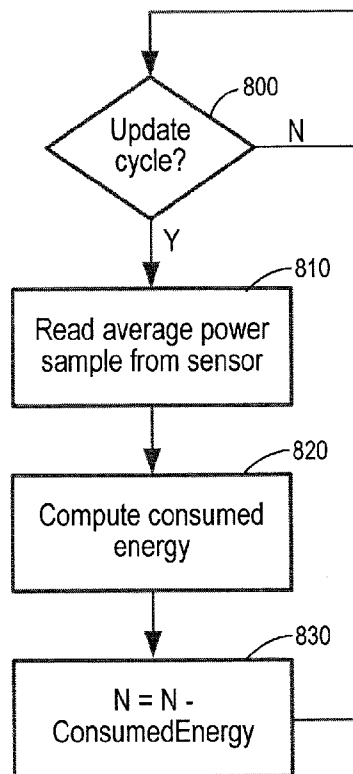 800
Update
cycle?
N
Y
810
Read average power
sample from sensor
820
Compute consumed
energy
830
N = N -
ConsumedEnergy